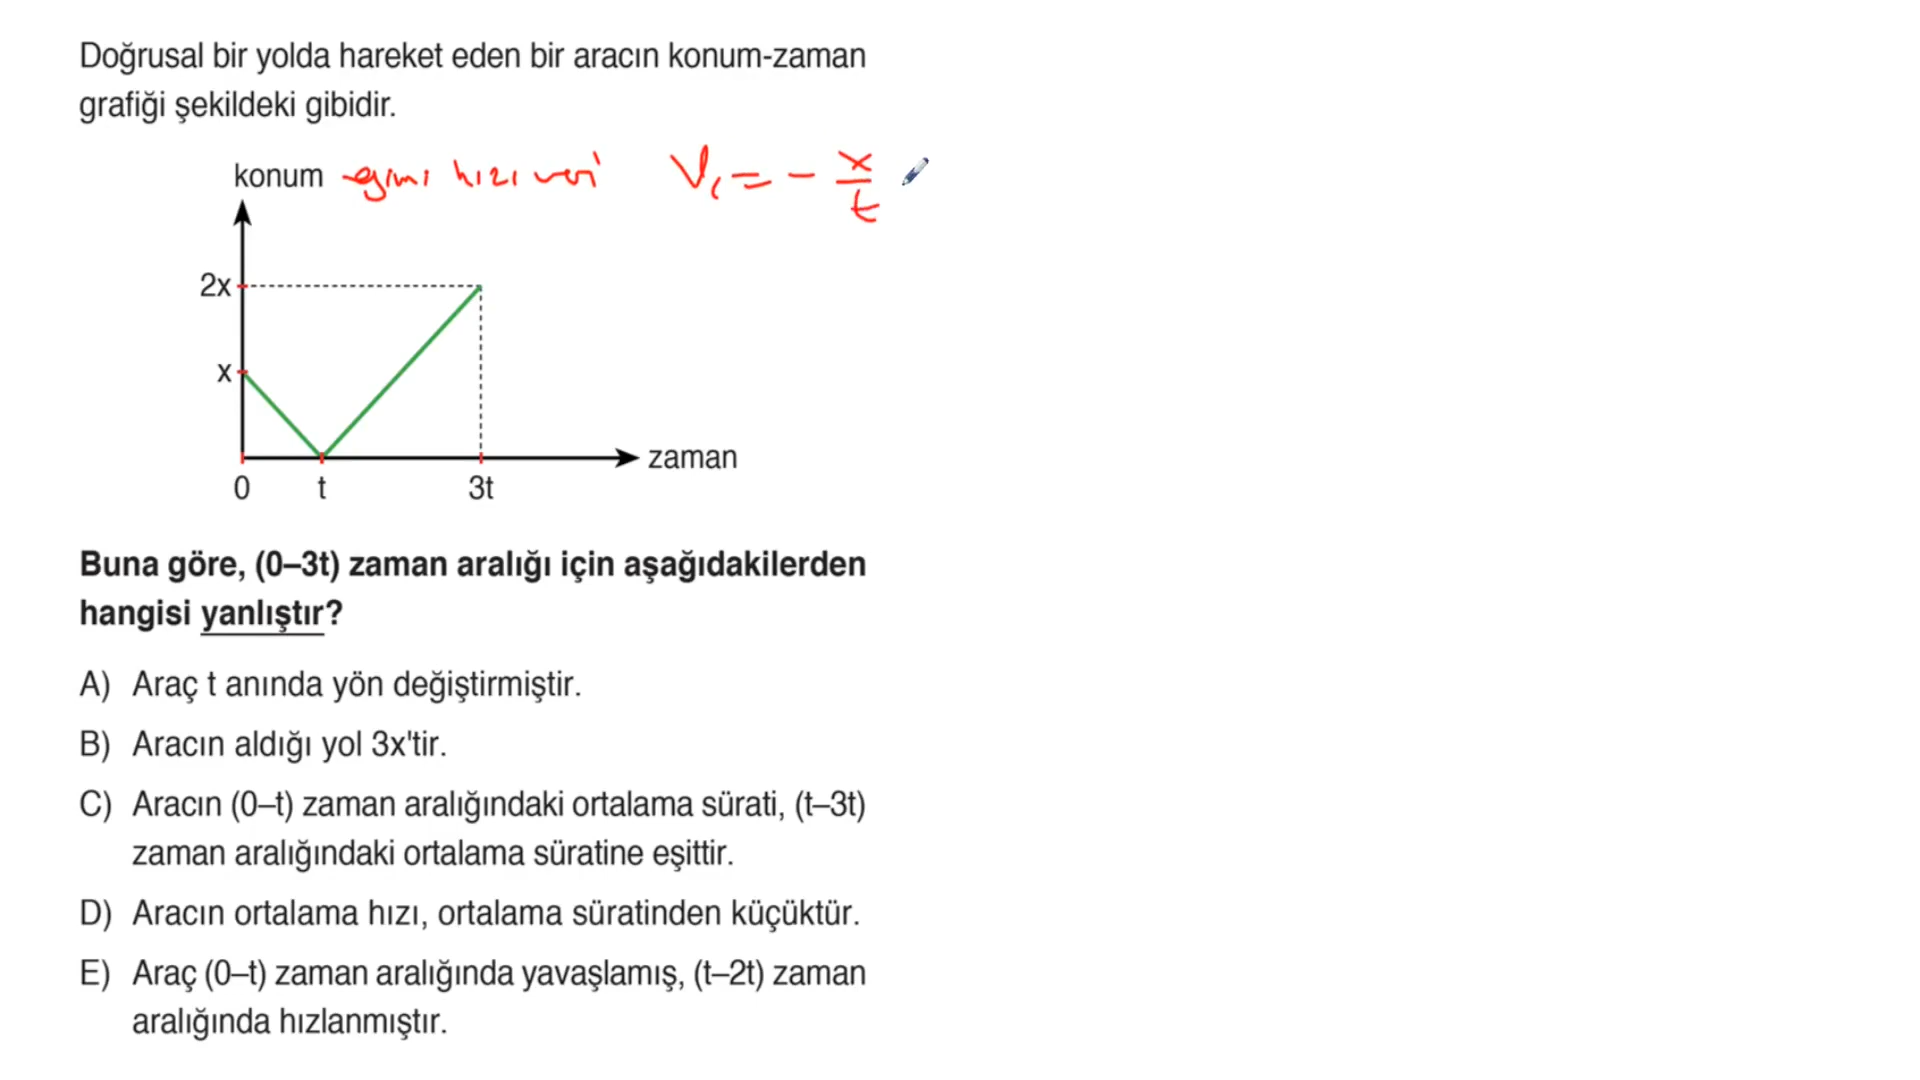 Doğrusal bir yolda hareket eden bir aracın konum-zaman
grafiği şekildeki gibidir.
konum eğimi hızı verir V₁ = - x/t
2x
x
zaman
0 t 3t
Buna göre, (0–3t) zaman aralığı için aşağıdakilerden
hangisi yanlıştır?
A) Araç t anında yön değiştirmiştir.
B) Aracın aldığı yol 3x'tir.
C) Aracın (0–t) zaman aralığındaki ortalama sürati, (t–3t)
zaman aralığındaki ortalama süratine eşittir.
D) Aracın ortalama hızı, ortalama süratinden küçüktür.
E) Araç (0–t) zaman aralığında yavaşlamış, (t–2t) zaman
aralığında hızlanmıştır.